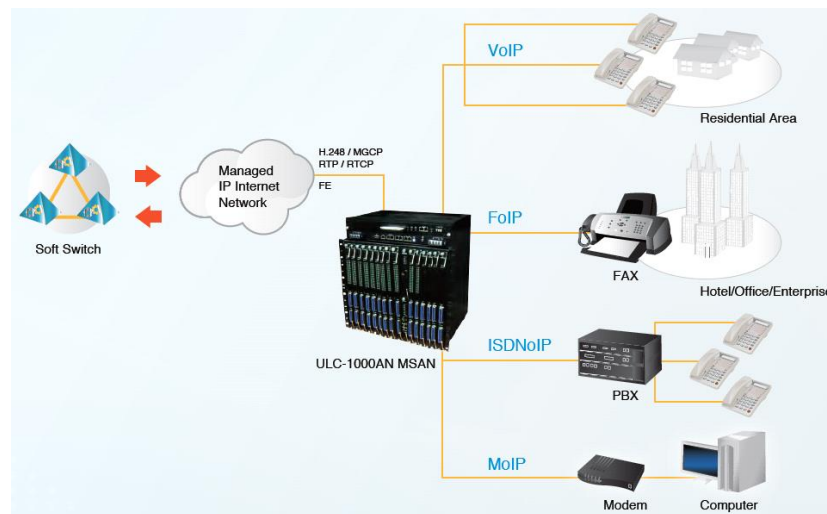 VoIP
Residential Area
H.248 / MGCP
RTP / RTCP
FE
Managed
IP Internet
Network
Soft Switch
FoIP
FAX
Hotel/Office/Enterprise
ULC-1000AN MSAN
ISDNoIP
PBX
MoIP
Modem
Computer